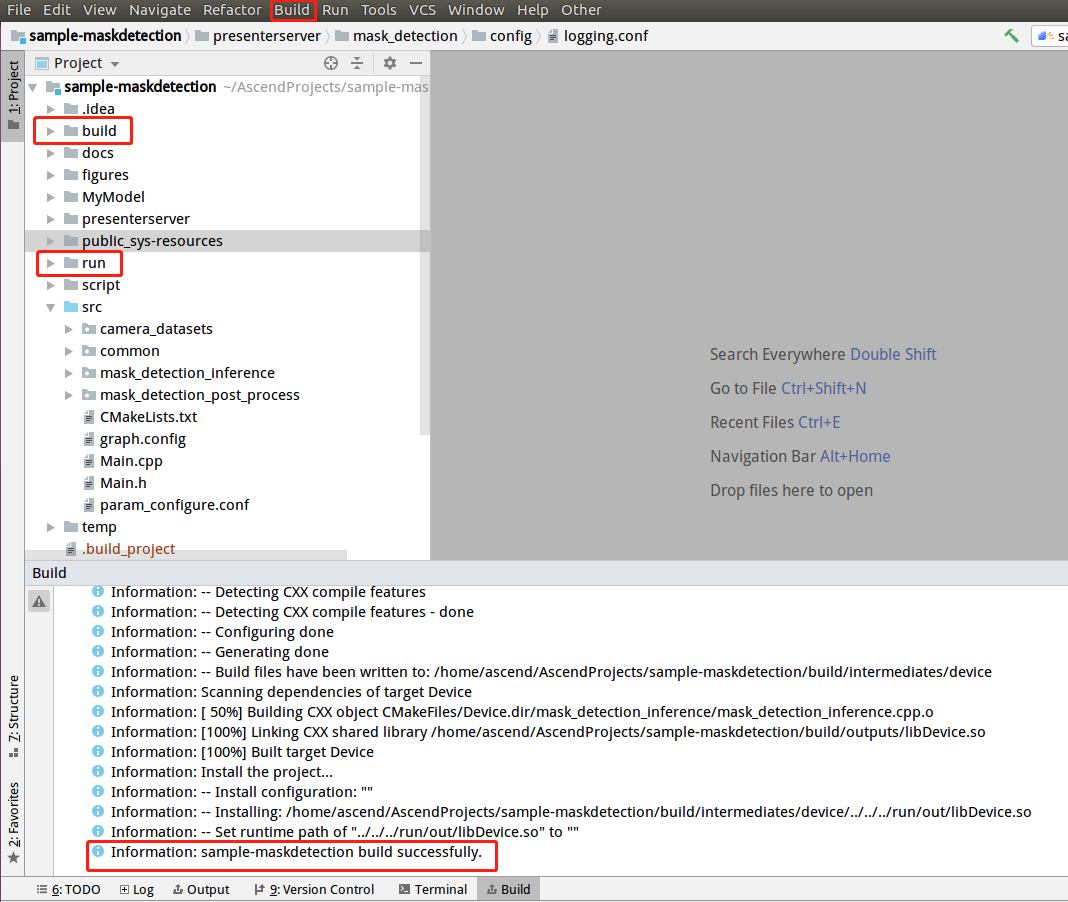 File Edit View Navigate Refactor Build Run Tools VCS Window Help Other
sample-maskdetection presenterserver mask_detection config logging.conf
1: Project
Project
sample-maskdetection ~/AscendProjects/sample-mas
.idea
build
docs
figures
MyModel
presenterserver
public_sys-resources
run
script
src
camera_datasets
common
mask_detection_inference
mask_detection_post_process
CMakeLists.txt
graph.config
Main.cpp
Main.h
param_configure.conf
temp
.build_project
Search Everywhere Double Shift
Go to File Ctrl+Shift+N
Recent Files Ctrl+E
Navigation Bar Alt+Home
Drop files here to open
Build
Information: -- Detecting CXX compile features
Information: -- Detecting CXX compile features - done
Information: -- Configuring done
Information: -- Generating done
Information: -- Build files have been written to: /home/ascend/AscendProjects/sample-maskdetection/build/intermediates/device
Information: Scanning dependencies of target Device
Information: [ 50%] Building CXX object CMakeFiles/Device.dir/mask_detection_inference/mask_detection_inference.cpp.o
Information: [100%] Linking CXX shared library /home/ascend/AscendProjects/sample-maskdetection/build/outputs/libDevice.so
Information: [100%] Built target Device
Information: Install the project...
Information: -- Install configuration: ""
Information: -- Installing: /home/ascend/AscendProjects/sample-maskdetection/build/intermediates/device/../../../run/out/libDevice.so
Information: -- Set runtime path of "../../../run/out/libDevice.so" to ""
Information: sample-maskdetection build successfully.
7: Structure
2: Favorites
6: TODO Log Output 9: Version Control Terminal Build